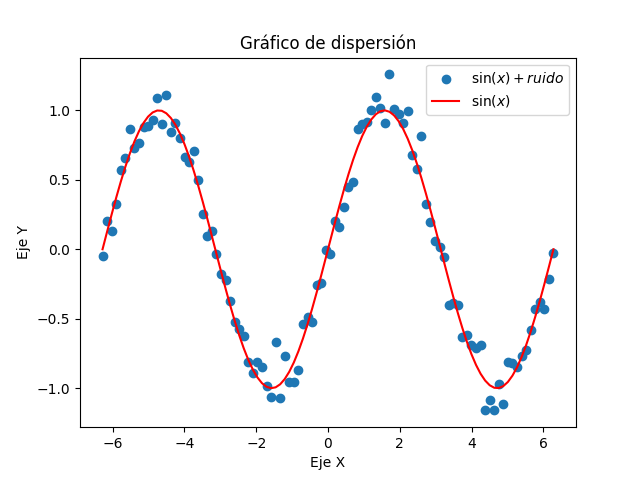 Gráfico de dispersión
sin(x) + ruido
sin(x)
1.0
0.5
0.0
−0.5
−1.0
Eje Y
−6 −4 −2 0 2 4 6
Eje X